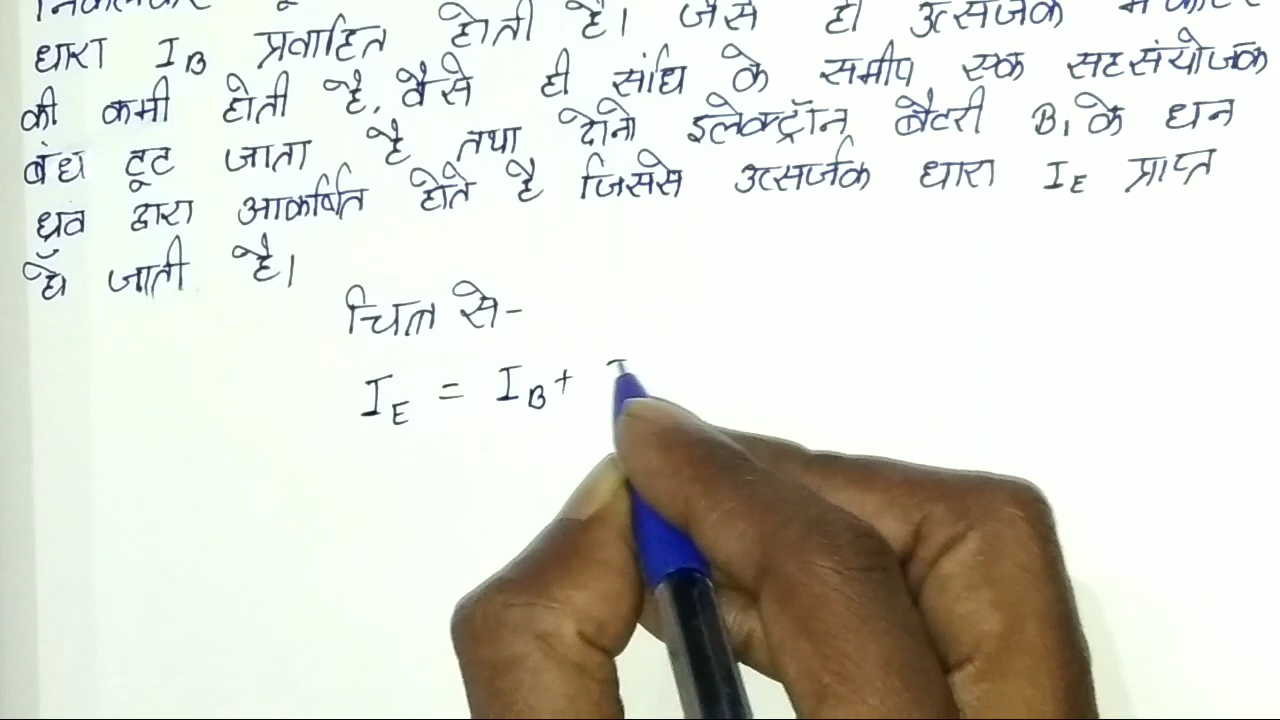 धारा I_B प्रवाहित होती है। जैसे ही उत्सर्जक में कोटर
की कमी होती है, वैसे ही संधि के समीप एक सहसंयोजक
बंध टूट जाता है तथा दोनो इलेक्ट्रॉन बैटरी B₁ के धन
ध्रुव द्वारा आकर्षित होते है जिससे उत्सर्जक धारा I_E प्राप्त
हो जाती है।
चित्र से-
I_E = I_B +